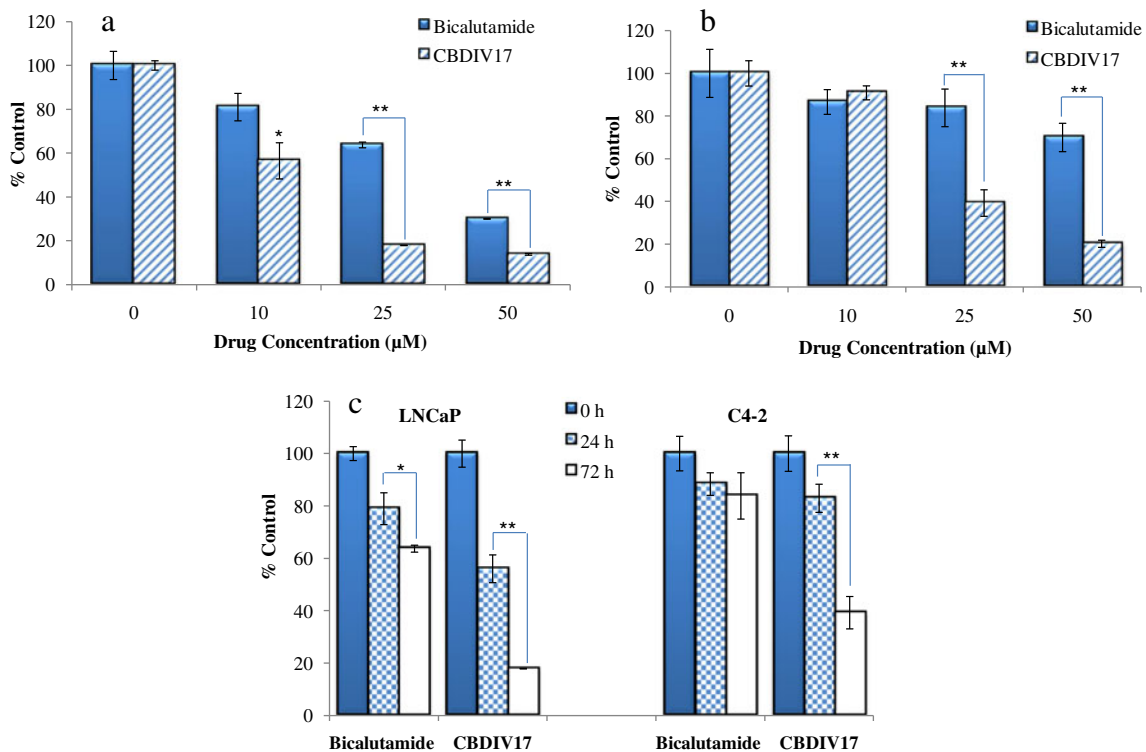 a
Bicalutamide
CBDIV17
120
100
80
60
40
20
0
% Control
*
**
**
0 10 25 50
Drug Concentration (µM)
b
Bicalutamide
CBDIV17
120
100
80
60
40
20
0
% Control
**
**
0 10 25 50
Drug Concentration (µM)
c
LNCaP
C4-2
0 h
24 h
72 h
120
100
80
60
40
20
0
% Control
*
**
**
Bicalutamide CBDIV17 Bicalutamide CBDIV17